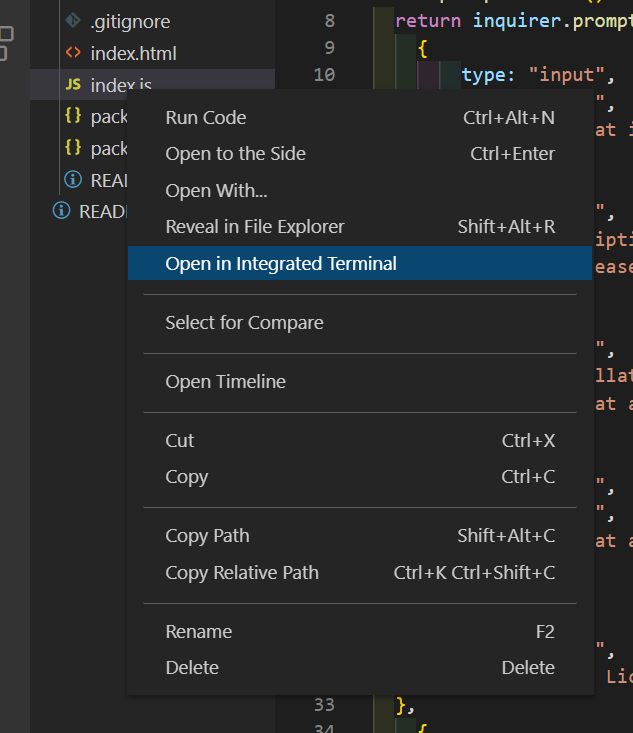 .gitignore
index.html
JS index.js
{} pack
{} pack
READ
READ
8 return inquirer.prompt
9 {
10 type: "input",
",
at i
",
ipti
ease
",
llat
at a
",
",
at a
",
Lic
33 },
34 {
Run Code Ctrl+Alt+N
Open to the Side Ctrl+Enter
Open With...
Reveal in File Explorer Shift+Alt+R
Open in Integrated Terminal
Select for Compare
Open Timeline
Cut Ctrl+X
Copy Ctrl+C
Copy Path Shift+Alt+C
Copy Relative Path Ctrl+K Ctrl+Shift+C
Rename F2
Delete Delete